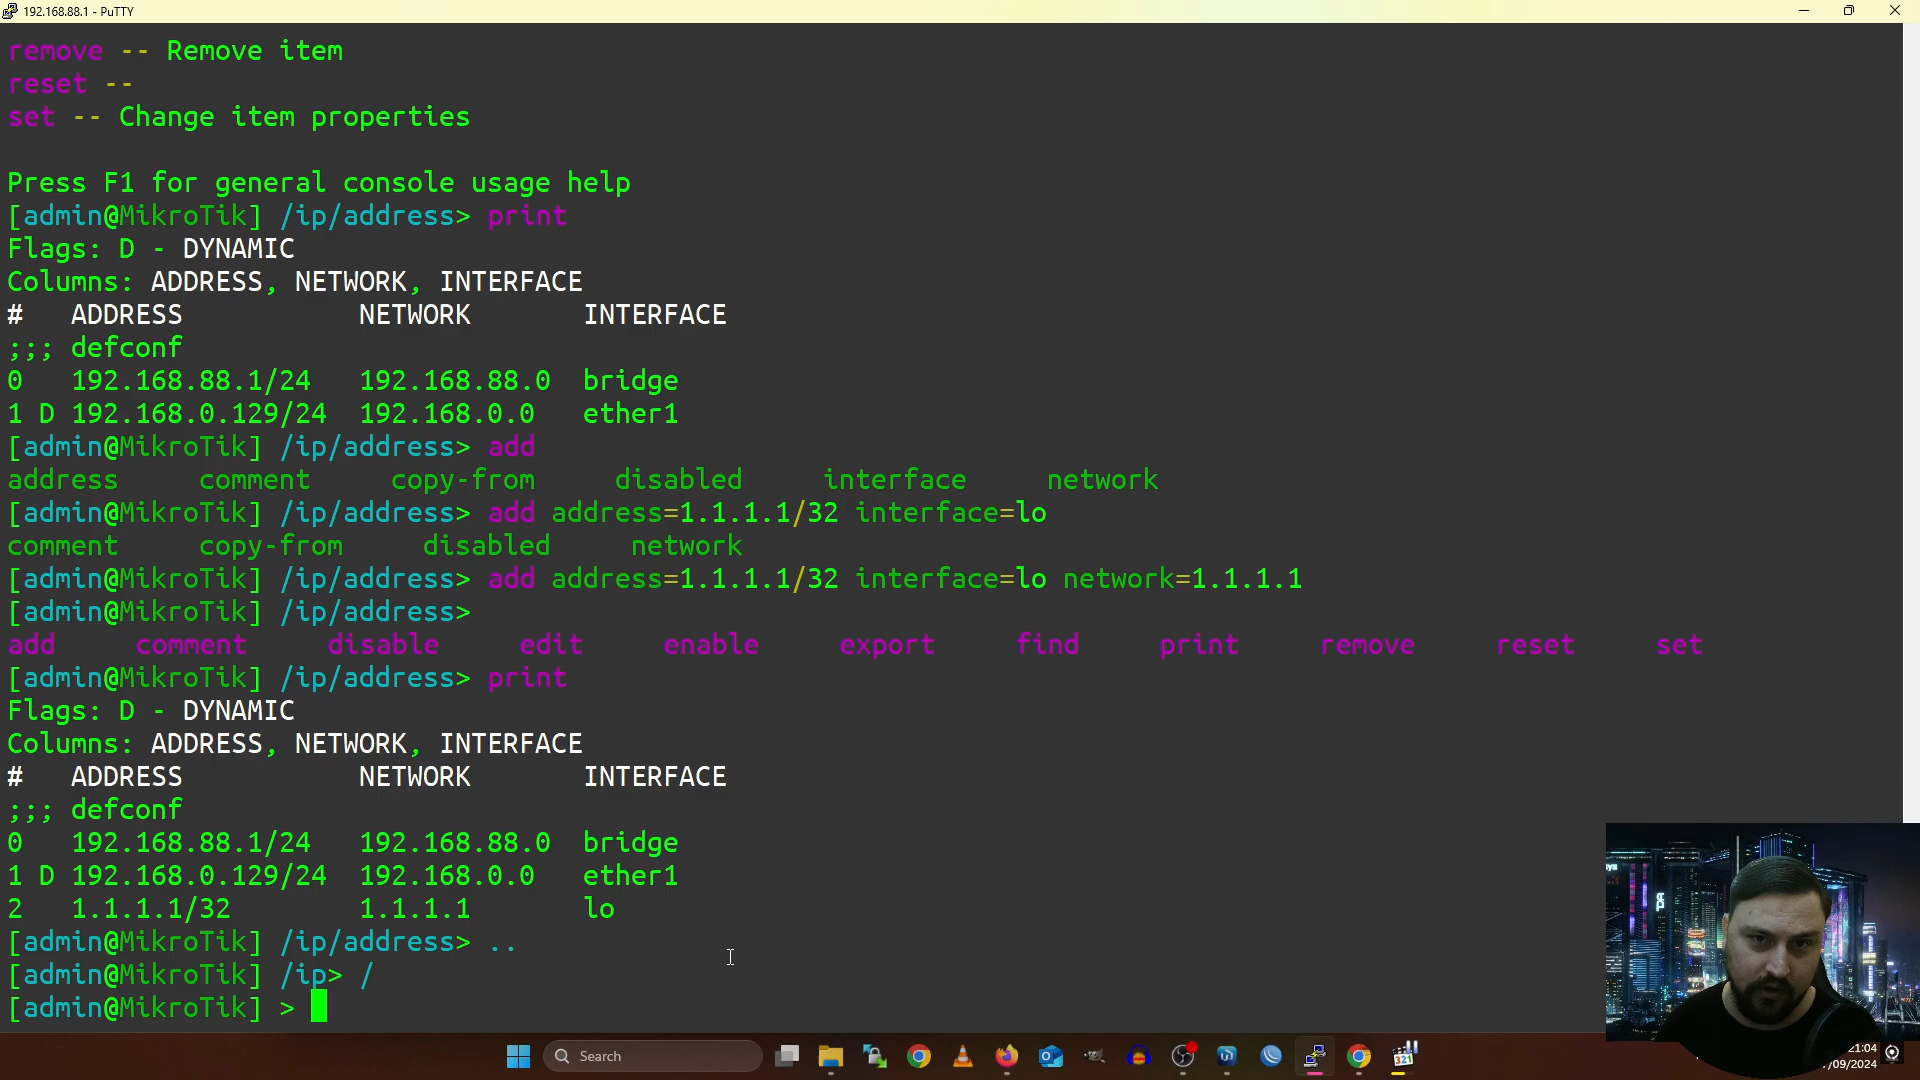 192.168.88.1 - PuTTY
remove -- Remove item
reset --
set -- Change item properties
Press F1 for general console usage help
[admin@MikroTik] /ip/address> print
Flags: D - DYNAMIC
Columns: ADDRESS, NETWORK, INTERFACE
# ADDRESS NETWORK INTERFACE
;;; defconf
0 192.168.88.1/24 192.168.88.0 bridge
1 D 192.168.0.129/24 192.168.0.0 ether1
[admin@MikroTik] /ip/address> add
address comment copy-from disabled interface network
[admin@MikroTik] /ip/address> add address=1.1.1.1/32 interface=lo
comment copy-from disabled network
[admin@MikroTik] /ip/address> add address=1.1.1.1/32 interface=lo network=1.1.1.1
[admin@MikroTik] /ip/address>
add comment disable edit enable export find print remove reset set
[admin@MikroTik] /ip/address> print
Flags: D - DYNAMIC
Columns: ADDRESS, NETWORK, INTERFACE
# ADDRESS NETWORK INTERFACE
;;; defconf
0 192.168.88.1/24 192.168.88.0 bridge
1 D 192.168.0.129/24 192.168.0.0 ether1
2 1.1.1.1/32 1.1.1.1 lo
[admin@MikroTik] /ip/address> ..
[admin@MikroTik] /ip> /
[admin@MikroTik] >
Search
321
21:04
/09/2024